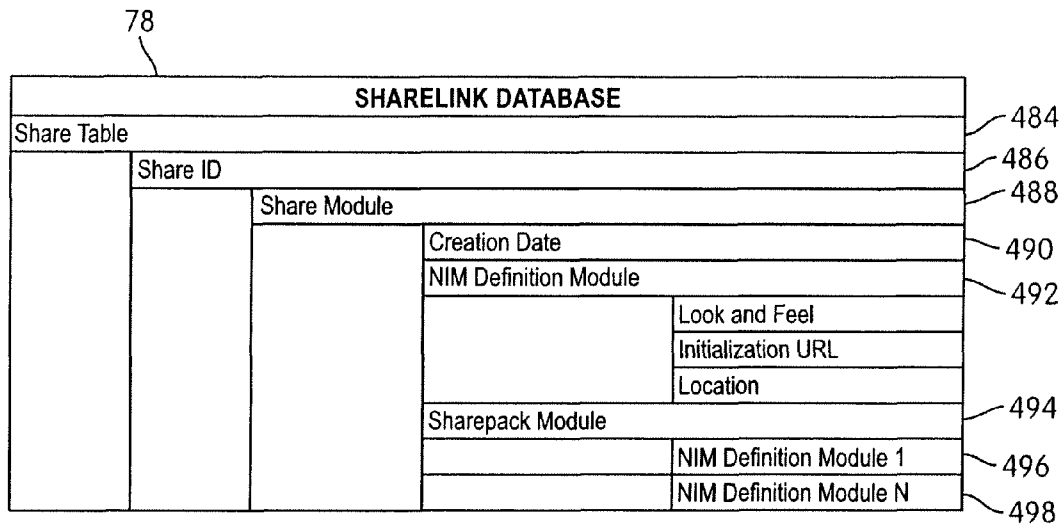 78
SHARELINK DATABASE
Share Table
484
Share ID
486
Share Module
488
Creation Date
490
NIM Definition Module
492
Look and Feel
Initialization URL
Location
Sharepack Module
494
NIM Definition Module 1
496
NIM Definition Module N
498